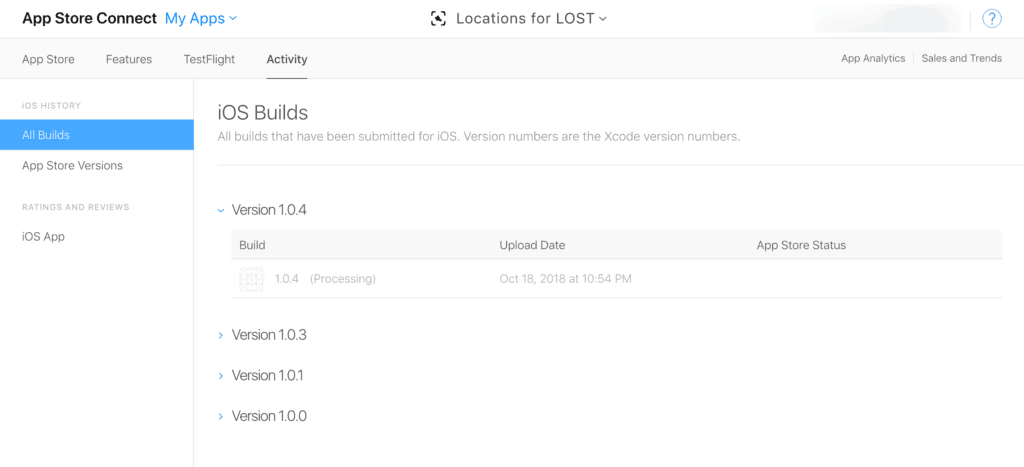 App Store Connect My Apps Locations for LOST ?
App Store Features TestFlight Activity App Analytics Sales and Trends
iOS HISTORY
All Builds
App Store Versions
RATINGS AND REVIEWS
iOS App
iOS Builds
All builds that have been submitted for iOS. Version numbers are the Xcode version numbers.
Version 1.0.4
Build Upload Date App Store Status
1.0.4 (Processing) Oct 18, 2018 at 10:54 PM
Version 1.0.3
Version 1.0.1
Version 1.0.0